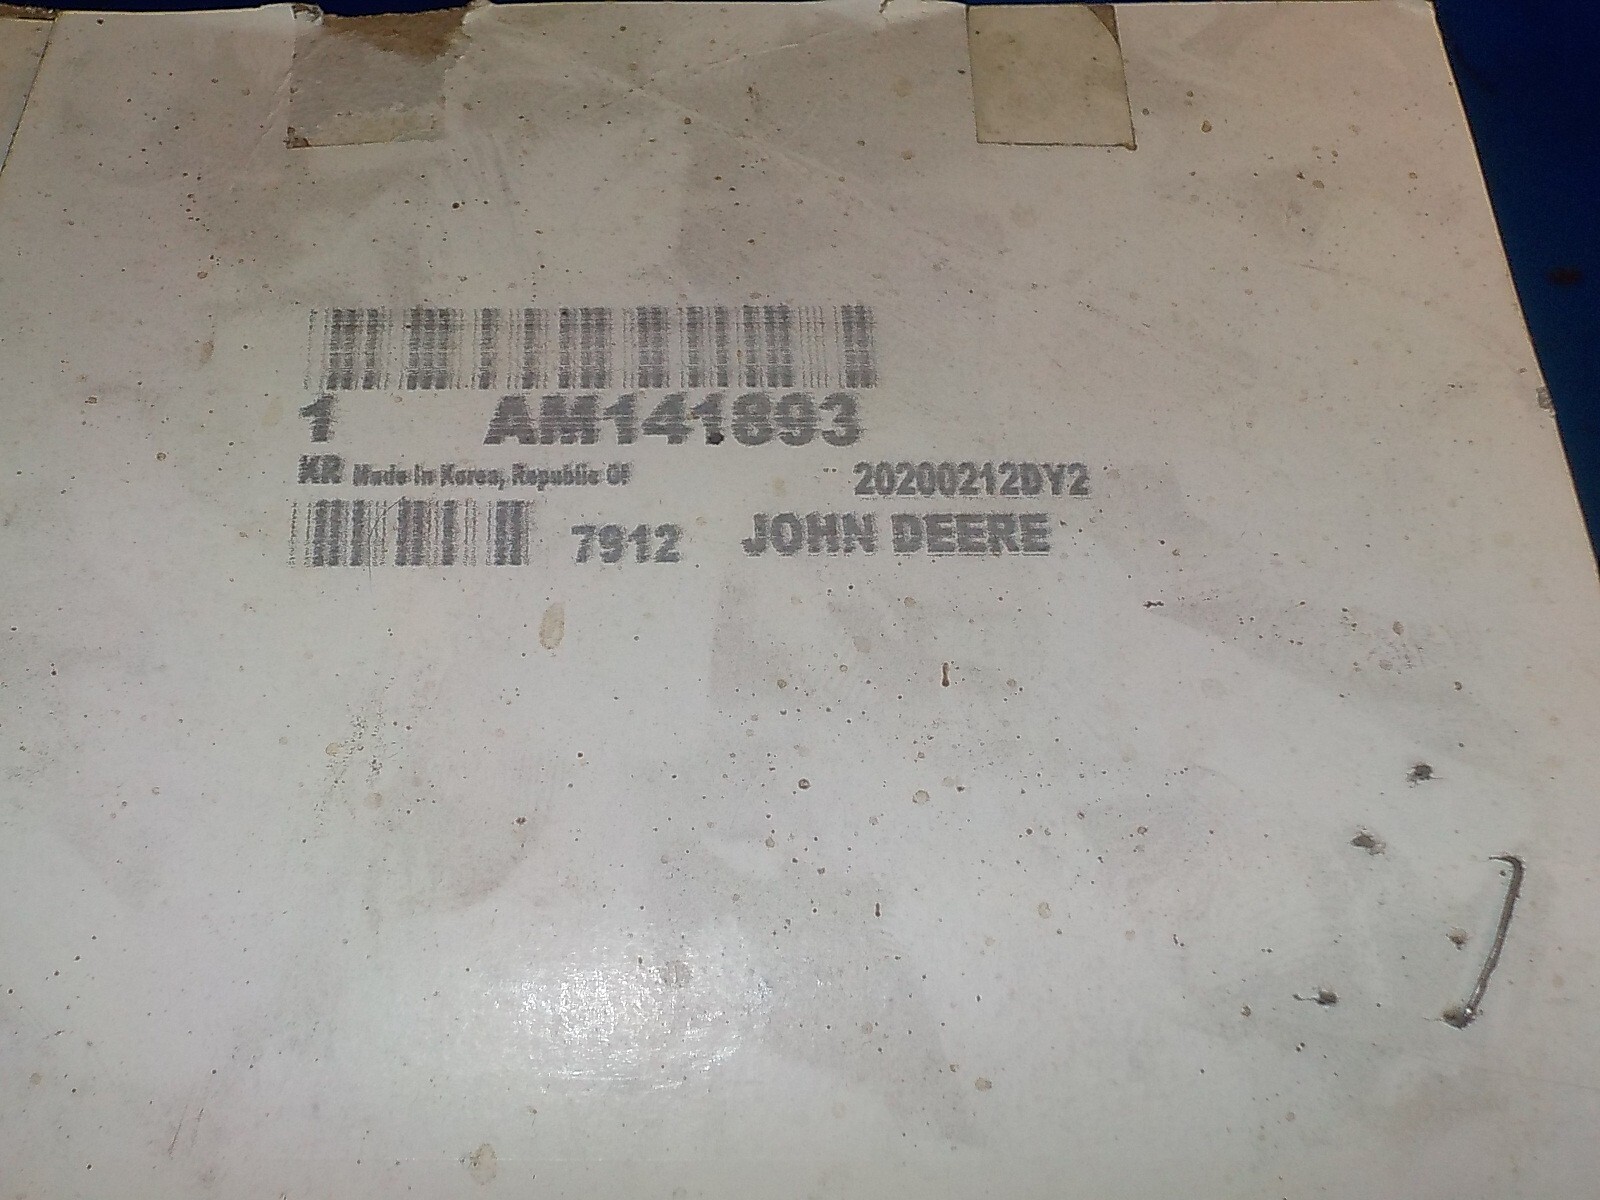 1 AM141893
KR Made In Korea, Republic Of 20200212DY2
7912 JOHN DEERE